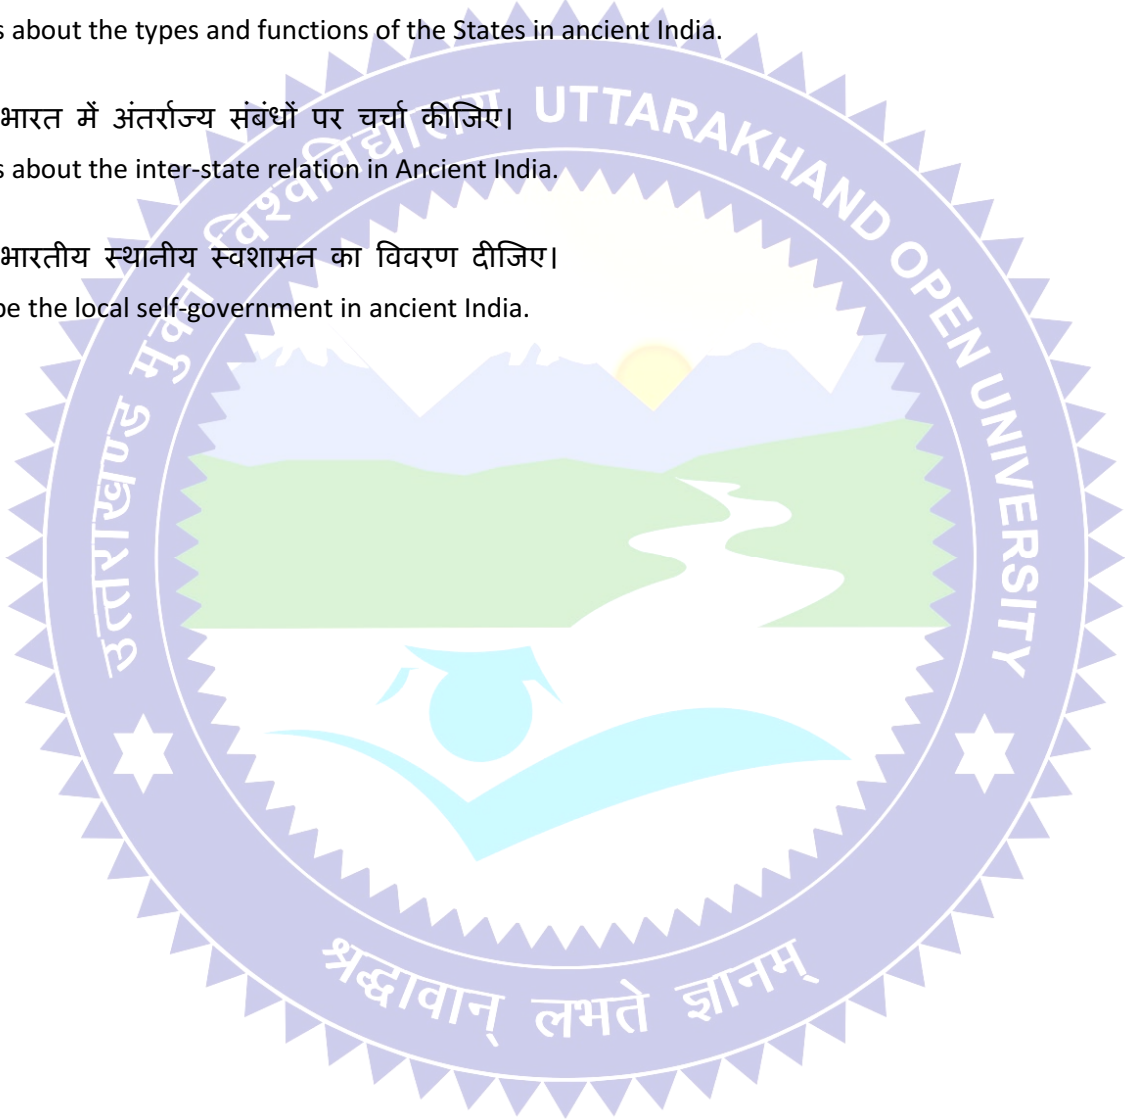 s about the types and functions of the States in ancient India.
भारत में अंतर्राज्य संबंधों पर चर्चा कीजिए।
s about the inter-state relation in Ancient India.
भारतीय स्थानीय स्वशासन का विवरण दीजिए।
be the local self-government in ancient India.
उत्तराखण्ड मुक्त विश्वविद्यालय
UTTARAKHAND OPEN UNIVERSITY
श्रद्धावान् लभते ज्ञानम्